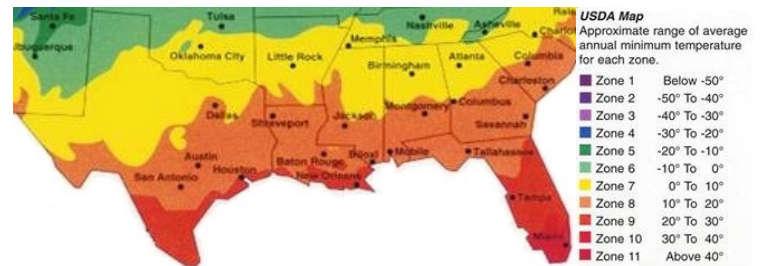 Santa Fe
Tulsa
Nashville
Asheville
lbuquerque
Oklahoma City
Memphis
Charlot
Little Rock
Birmingham
Atlanta
Columbia
Charleston
Dallas
Shreveport
Jackson
Montgomery
Columbus
Savannah
Austin
Baton Rouge
Biloxi
Mobile
Tallahassee
San Antonio
Houston
New Orleans
Tampa
Miami
USDA Map
Approximate range of average
annual minimum temperature
for each zone.
Zone 1 Below -50°
Zone 2 -50° To -40°
Zone 3 -40° To -30°
Zone 4 -30° To -20°
Zone 5 -20° To -10°
Zone 6 -10° To 0°
Zone 7 0° To 10°
Zone 8 10° To 20°
Zone 9 20° To 30°
Zone 10 30° To 40°
Zone 11 Above 40°